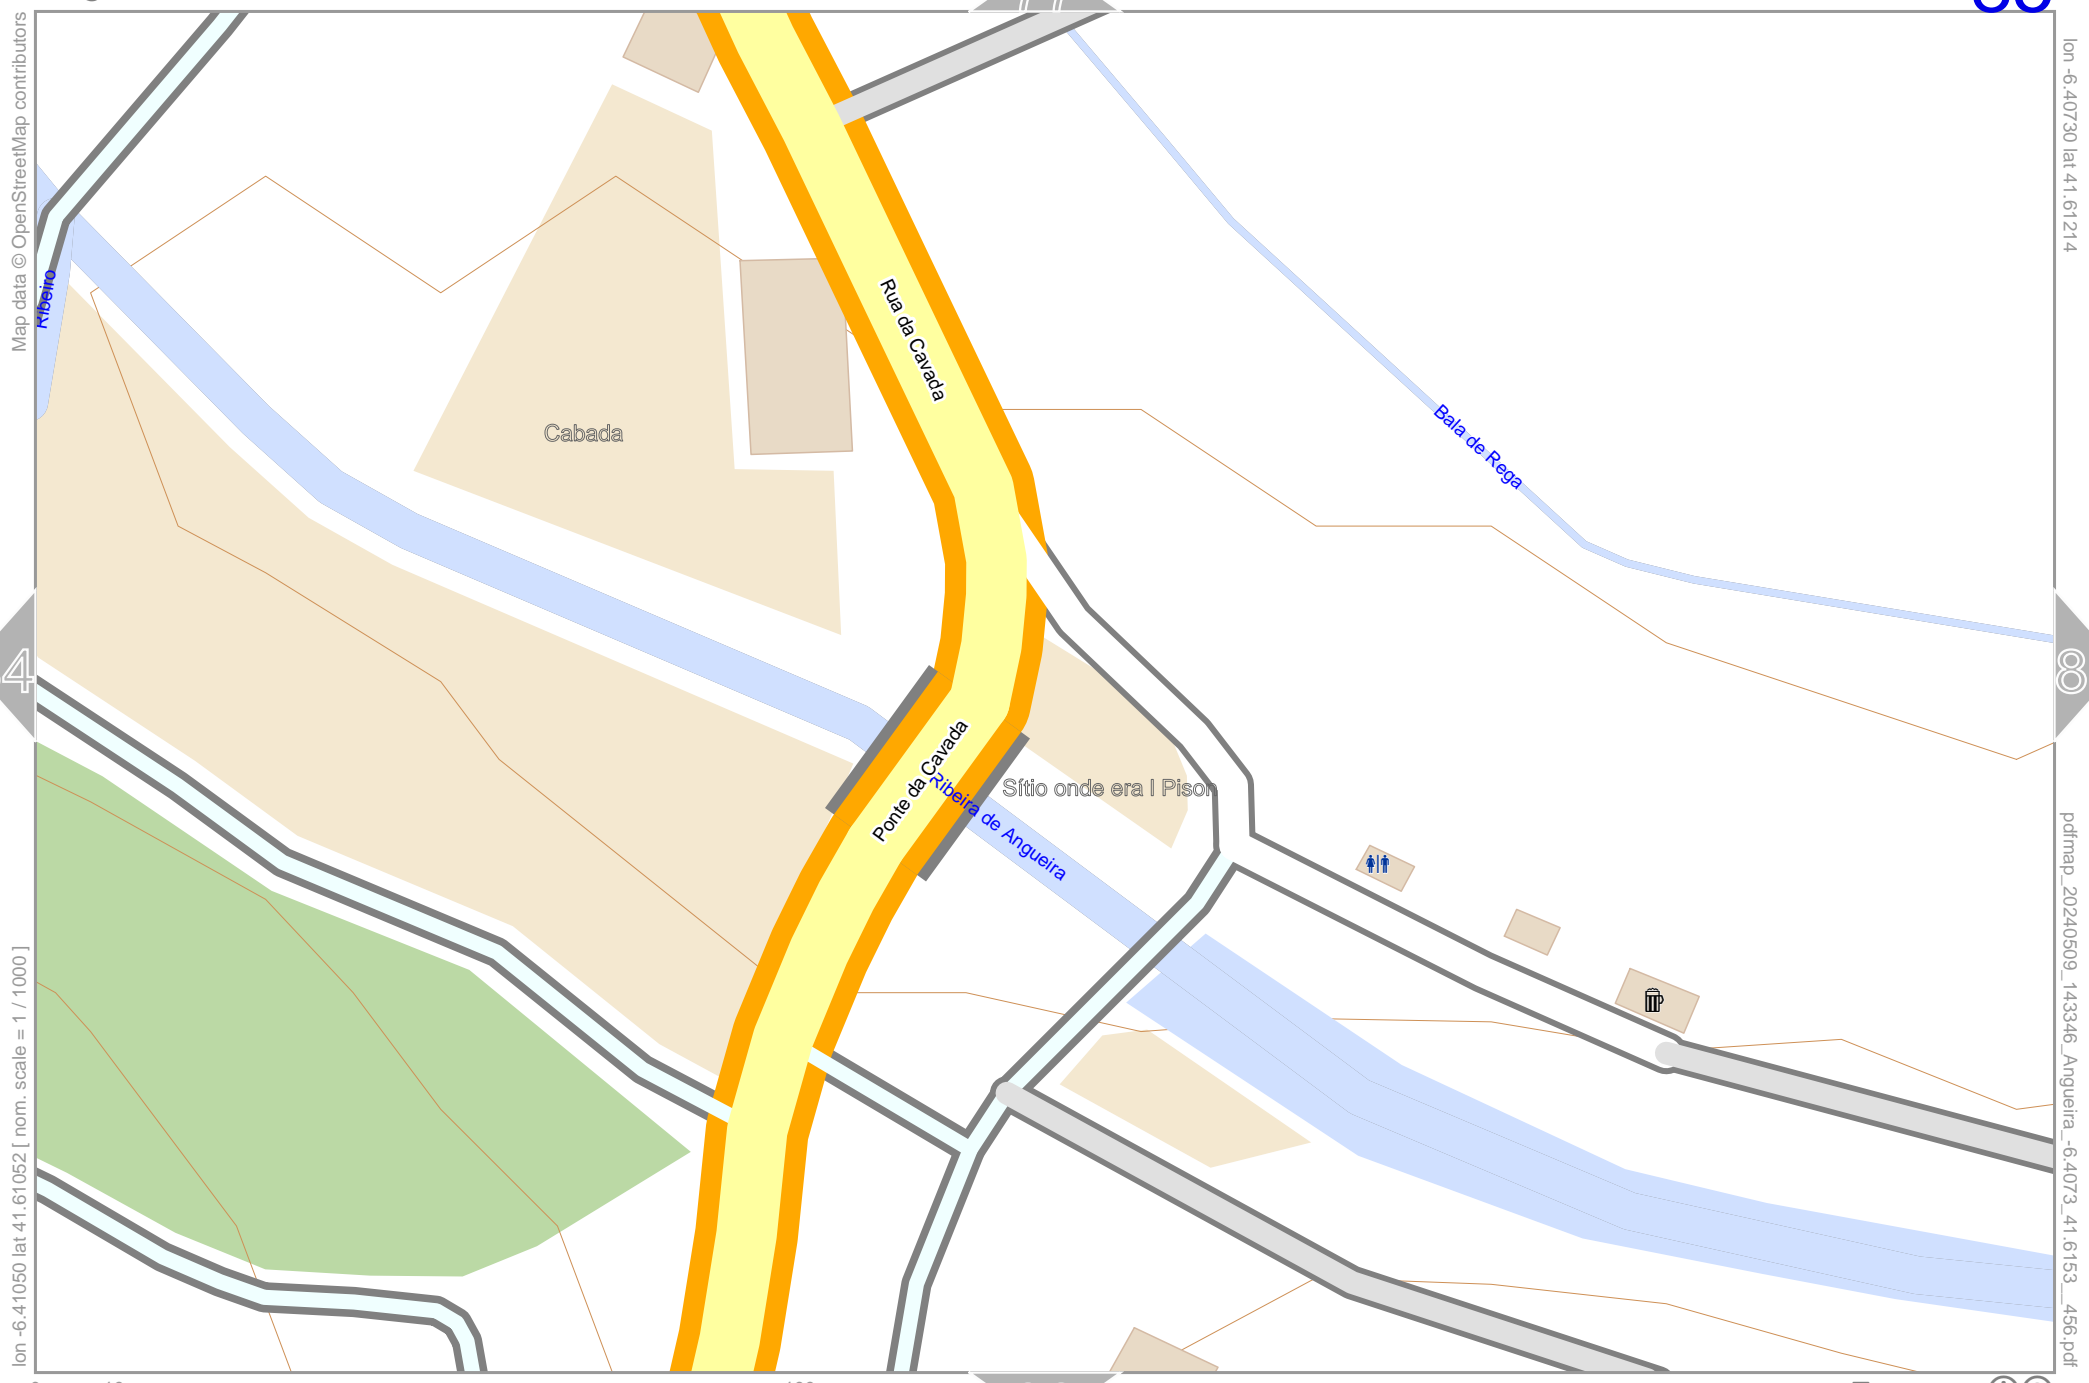 Map data © OpenStreetMap contributors
lon -6.40730 lat 41.61214
Ribeiro
Rua da Cavada
Cabada
Bala de Rega
4
8
Ponte da Cavada
Ribeira de Angueira
Sítio onde era l Pison
lon -6.41050 lat 41.61052 [ nom. scale = 1 / 1000 ]
pdfmap_20240509_143346_Angueira_-6.4073_41.6153__456.pdf